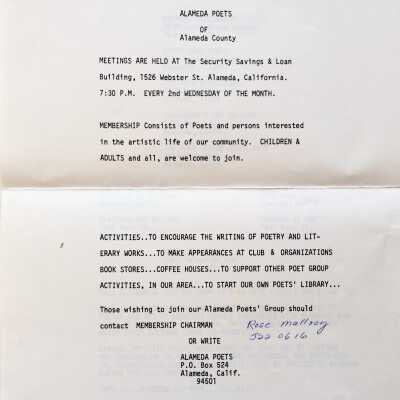 ALAMEDA POETS
OF
Alameda County
MEETINGS ARE HELD AT The Security Savings & Loan
Building, 1526 Webster St. Alameda, California.
7:30 P.M. EVERY 2nd WEDNESDAY OF THE MONTH.
MEMBERSHIP Consists of Poets and persons interested
in the artistic life of our community. CHILDREN &
ADULTS and all, are welcome to join.
ACTIVITIES..TO ENCOURAGE THE WRITING OF POETRY AND LIT-
ERARY WORKS...TO MAKE APPEARANCES AT CLUB & ORGANIZATIONS
BOOK STORES...COFFEE HOUSES...TO SUPPORT OTHER POET GROUP
ACTIVITIES, IN OUR AREA...TO START OUR OWN POETS' LIBRARY...
Those wishing to join our Alameda Poets' Group should
contact MEMBERSHIP CHAIRMAN Rose Mallory
522 0616
OR WRITE
ALAMEDA POETS
P.O. Box 524
Alameda, Calif.
94501